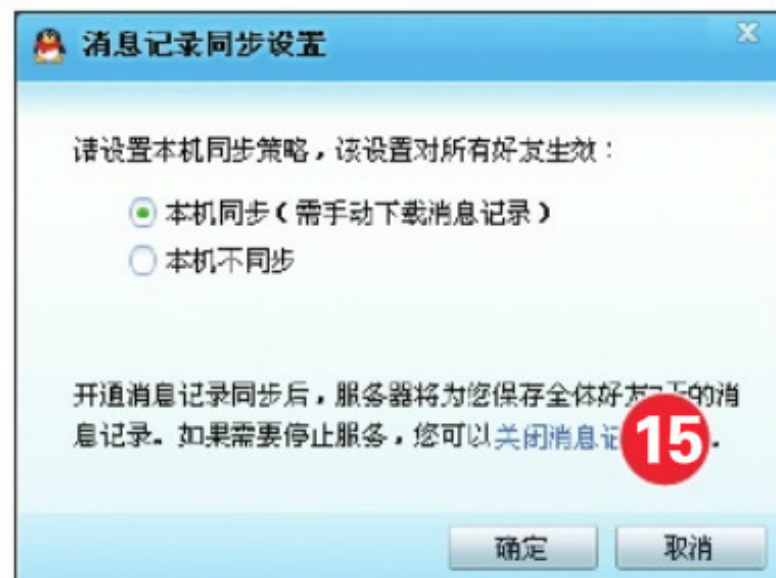 消息记录同步设置
请设置本机同步策略，该设置对所有好友生效：
本机同步（需手动下载消息记录）
本机不同步
开通消息记录同步后，服务器将为您保存全体好友7天的消
息记录。如果需要停止服务，您可以关闭消息记
15
确定
取消